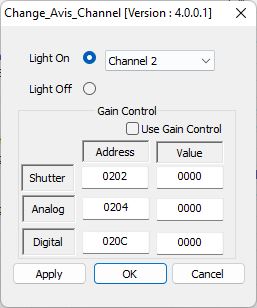 Change_Avis_Channel [Version : 4.0.0.1]
Light On Channel 2
Light Off
Gain Control
Use Gain Control
Address Value
Shutter 0202 0000
Analog 0204 0000
Digital 020C 0000
Apply OK Cancel